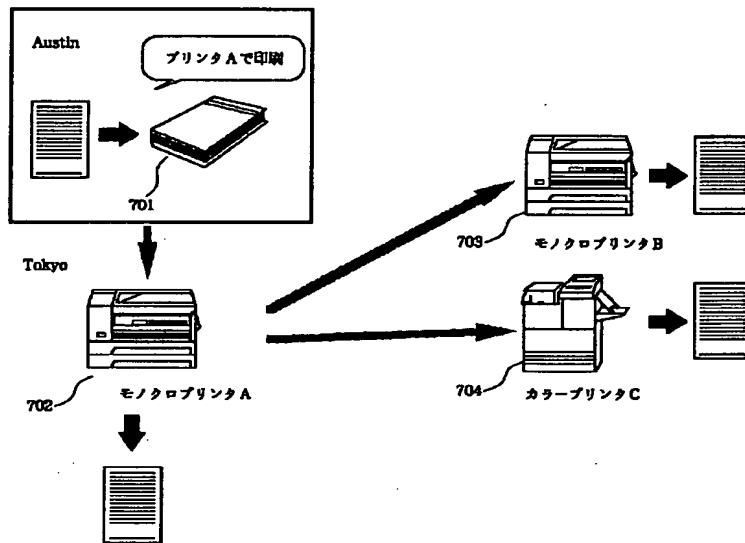 Austin
プリンタAで印刷
701
Tokyo
703
モノクロプリンタB
702
モノクロプリンタA
704
カラープリンタC